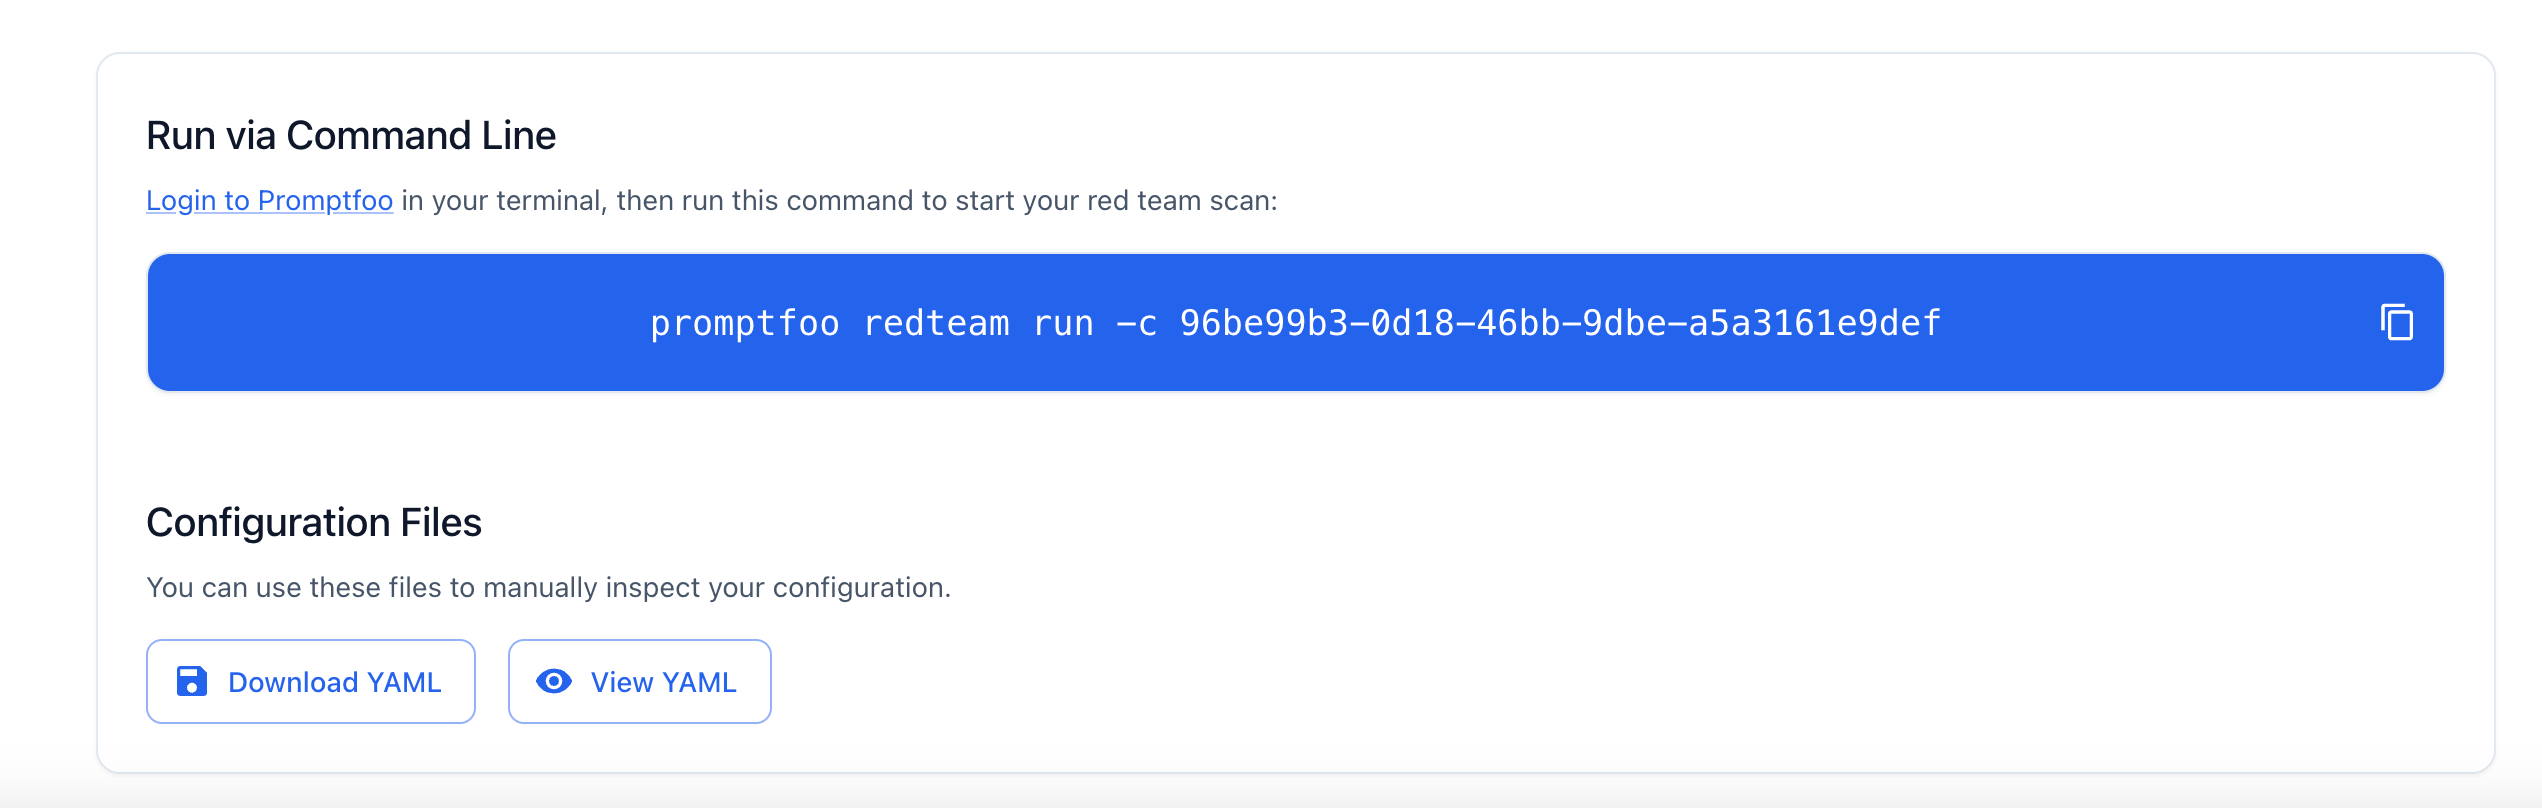 Run via Command Line
Login to Promptfoo in your terminal, then run this command to start your red team scan:
promptfoo redteam run -c 96be99b3-0d18-46bb-9dbe-a5a3161e9def
Configuration Files
You can use these files to manually inspect your configuration.
Download YAML
View YAML